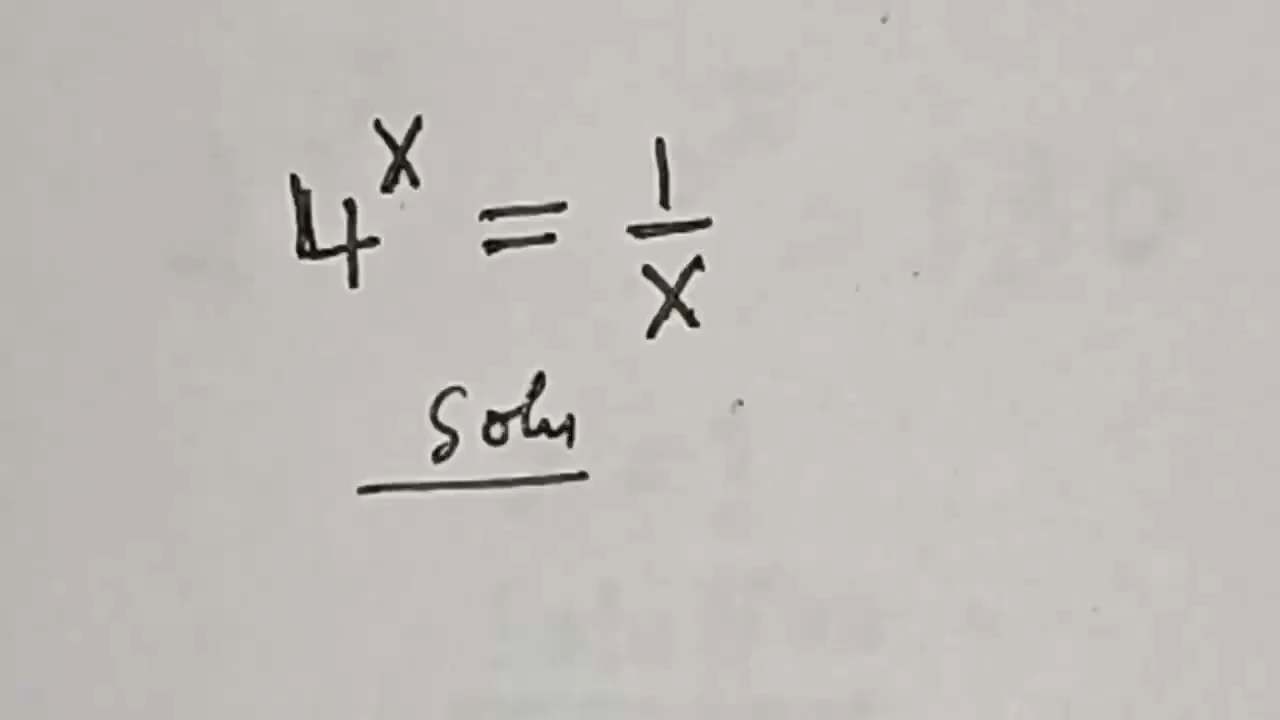 4^x = 1/x
Soln